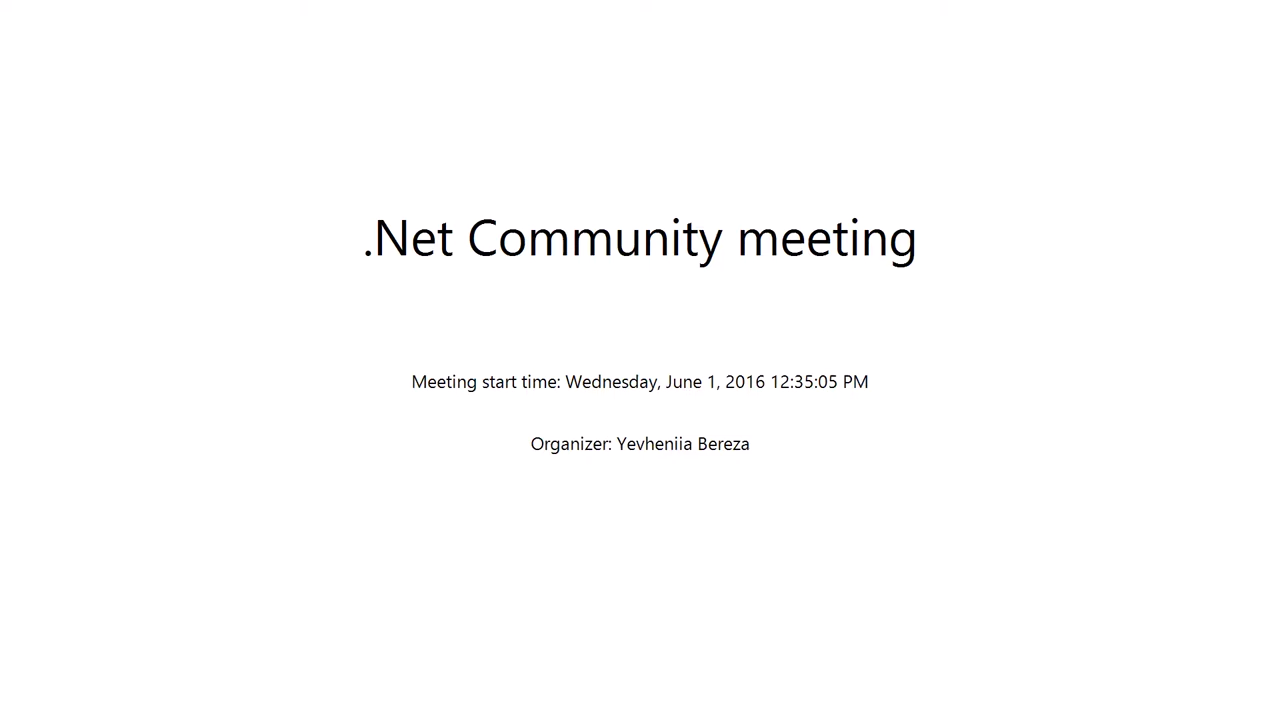 .Net Community meeting
Meeting start time: Wednesday, June 1, 2016 12:35:05 PM
Organizer: Yevheniia Bereza